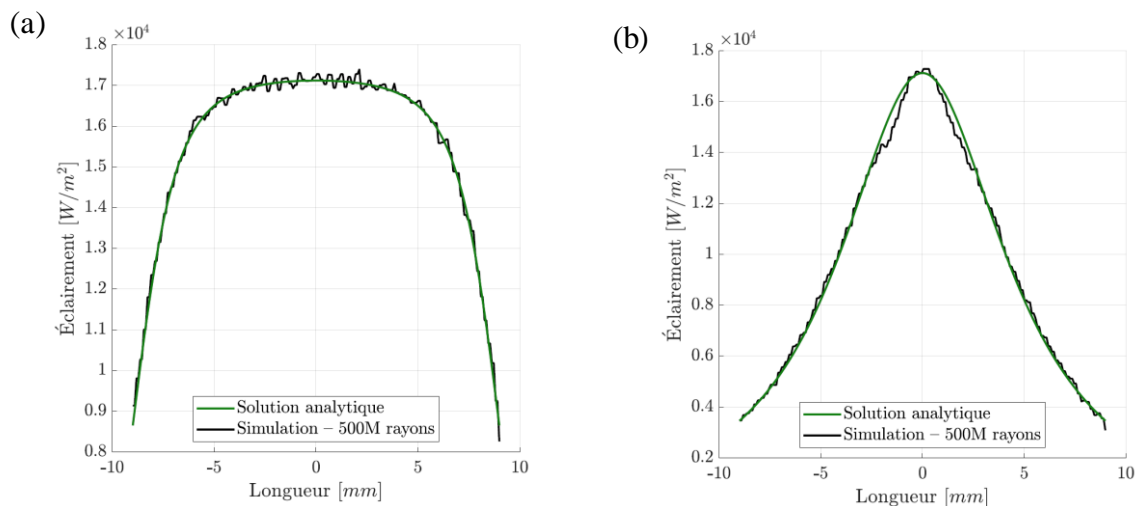 (a)
×10⁴
1.8
1.7
1.6
1.5
1.4
1.3
1.2
1.1
1
0.9
0.8
Éclairement [W/m²]
-10 -5 0 5 10
Longueur [mm]
Solution analytique
Simulation – 500M rayons
(b)
×10⁴
1.8
1.6
1.4
1.2
1
0.8
0.6
0.4
0.2
Éclairement [W/m²]
-10 -5 0 5 10
Longueur [mm]
Solution analytique
Simulation – 500M rayons